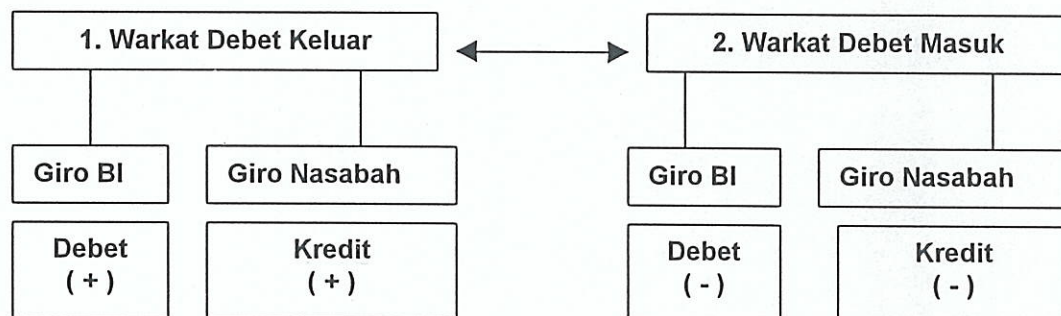 1. Warkat Debet Keluar
2. Warkat Debet Masuk
Giro BI
Giro Nasabah
Giro BI
Giro Nasabah
Debet
( + )
Kredit
( + )
Debet
( - )
Kredit
( - )